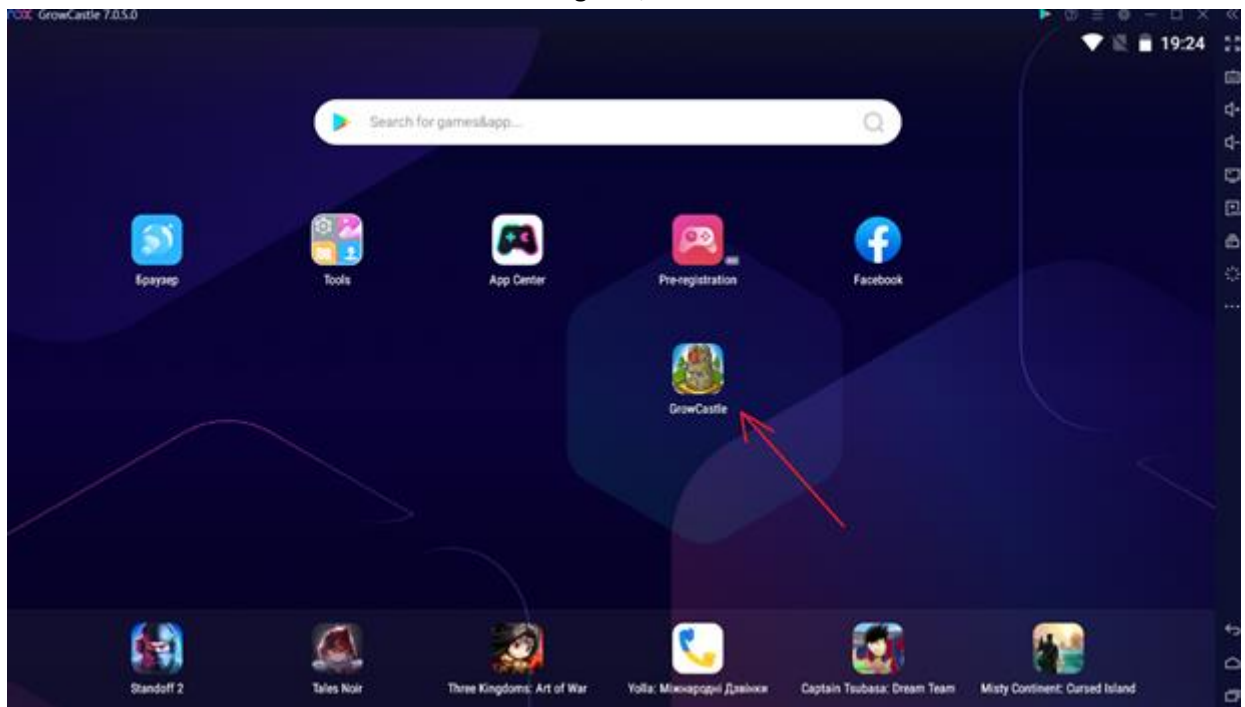 nox GrowCastle 7.0.5.0
19:24
Search for games&app...
Браузер
Tools
App Center
Pre-registration
Facebook
GrowCastle
Standoff 2
Tales Noir
Three Kingdoms: Art of War
Yolla: Міжнародні Дзвінки
Captain Tsubasa: Dream Team
Misty Continent: Cursed Island